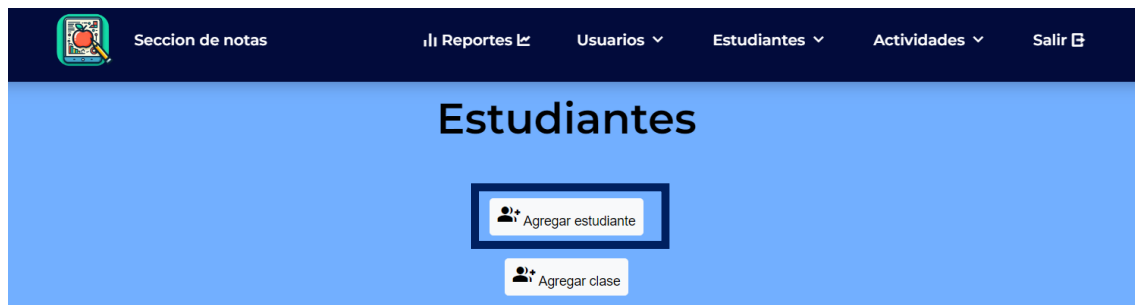 Seccion de notas Reportes Usuarios Estudiantes Actividades Salir
Estudiantes
Agregar estudiante
Agregar clase